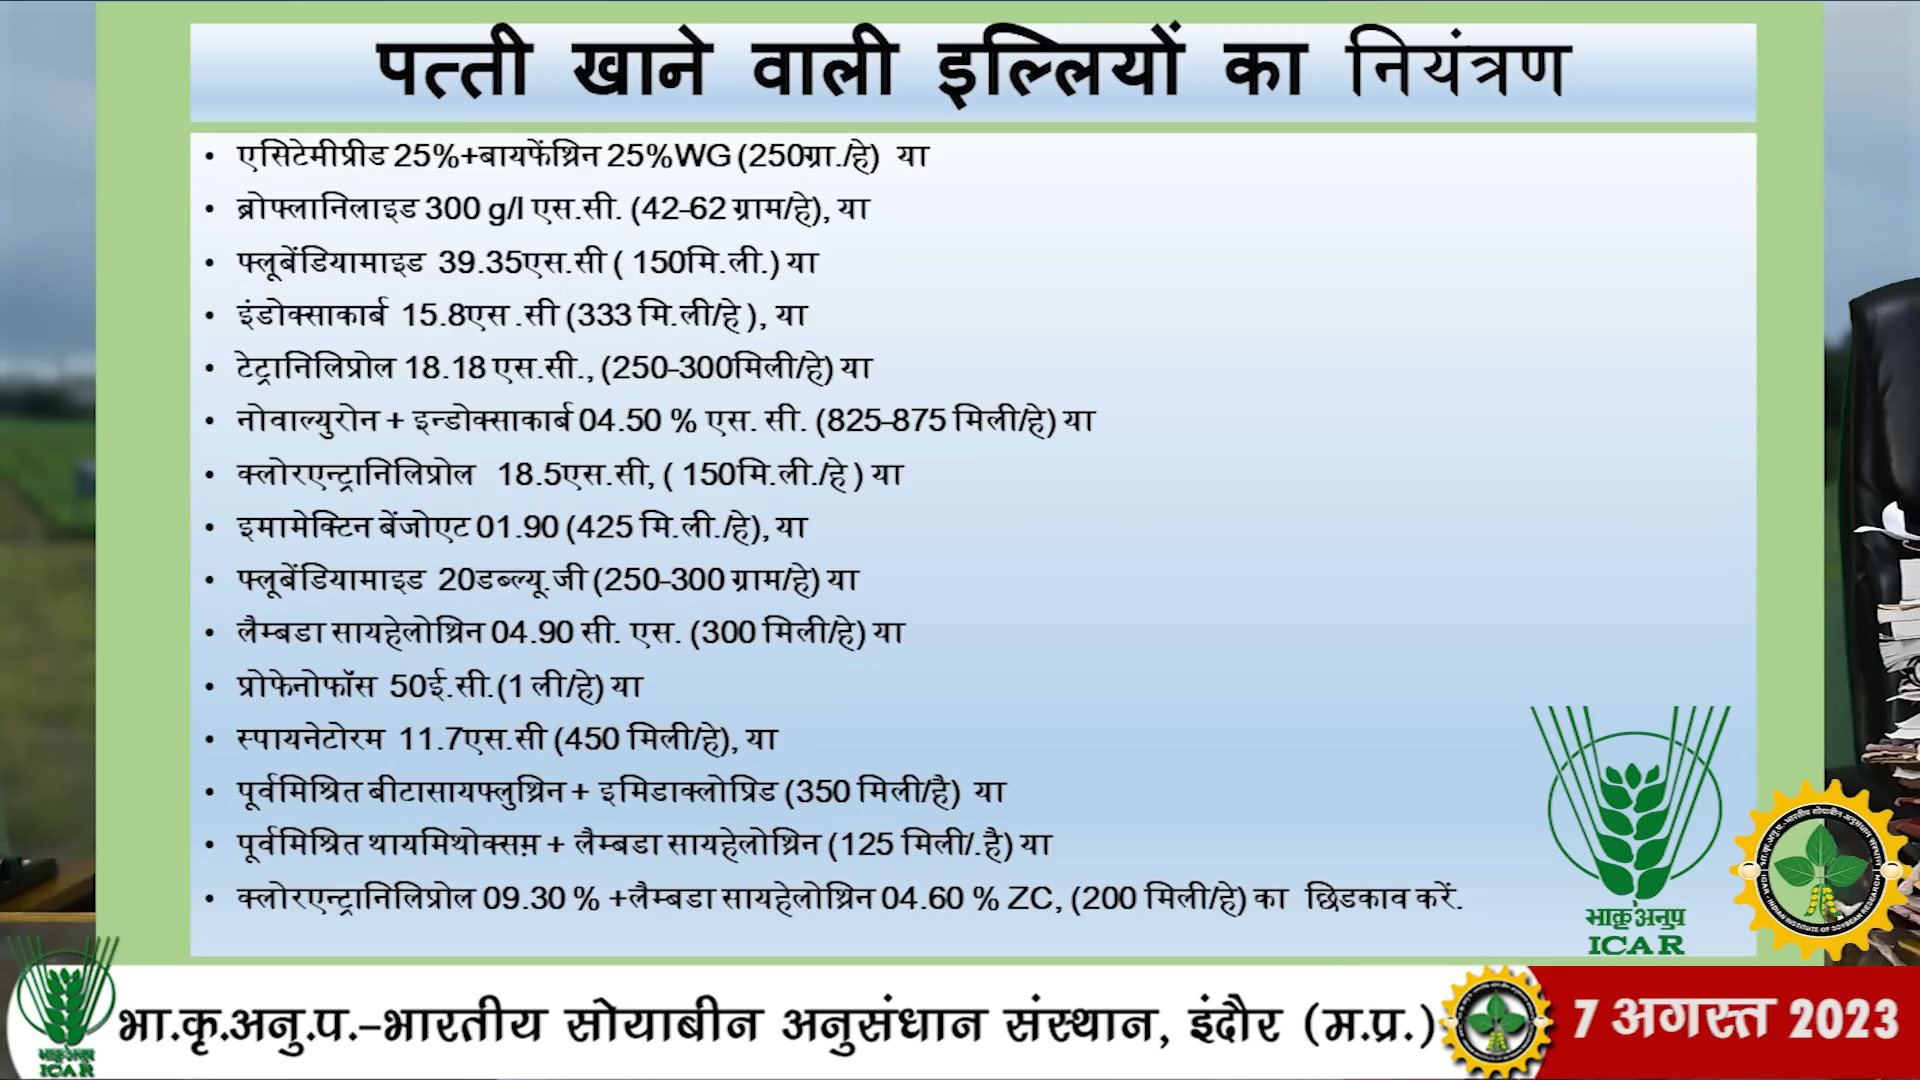 पत्ती खाने वाली इल्लियों का नियंत्रण
• एसिटेमीप्रीड 25%+बायफेंथ्रिन 25%WG (250ग्रा./हे) या
• ब्रोफ्लानिलाइड 300 g/l एस.सी. (42-62 ग्राम/हे), या
• फ्लूबेंडियामाइड 39.35एस.सी ( 150मि.ली.) या
• इंडोक्साकार्ब 15.8एस .सी (333 मि.ली/हे ), या
• टेट्रानिलिप्रोल 18.18 एस.सी., (250-300मिली/हे) या
• नोवाल्युरोन + इन्डोक्साकार्ब 04.50 % एस. सी. (825-875 मिली/हे) या
• क्लोरएन्ट्रानिलिप्रोल 18.5एस.सी, ( 150मि.ली./हे ) या
• इमामेक्टिन बेंजोएट 01.90 (425 मि.ली./हे), या
• फ्लूबेंडियामाइड 20डब्ल्यू.जी (250-300 ग्राम/हे) या
• लैम्बडा सायहेलोथ्रिन 04.90 सी. एस. (300 मिली/हे) या
• प्रोफेनोफॉस 50ई.सी.(1 ली/हे) या
• स्पायनेटोरम 11.7एस.सी (450 मिली/हे), या
• पूर्वमिश्रित बीटासायफ्लुथ्रिन + इमिडाक्लोप्रिड (350 मिली/है) या
• पूर्वमिश्रित थायमिथोक्सम़ + लैम्बडा सायहेलोथ्रिन (125 मिली/.है) या
• क्लोरएन्ट्रानिलिप्रोल 09.30 % +लैम्बडा सायहेलोथ्रिन 04.60 % ZC, (200 मिली/हे) का छिडकाव करें.
भाकृअनुप
ICAR
भा.कृ.अनु.प.-भारतीय सोयाबीन अनुसंधान संस्थान, इंदौर (म.प्र.)
7 अगस्त 2023
भाकृअनुप
ICAR